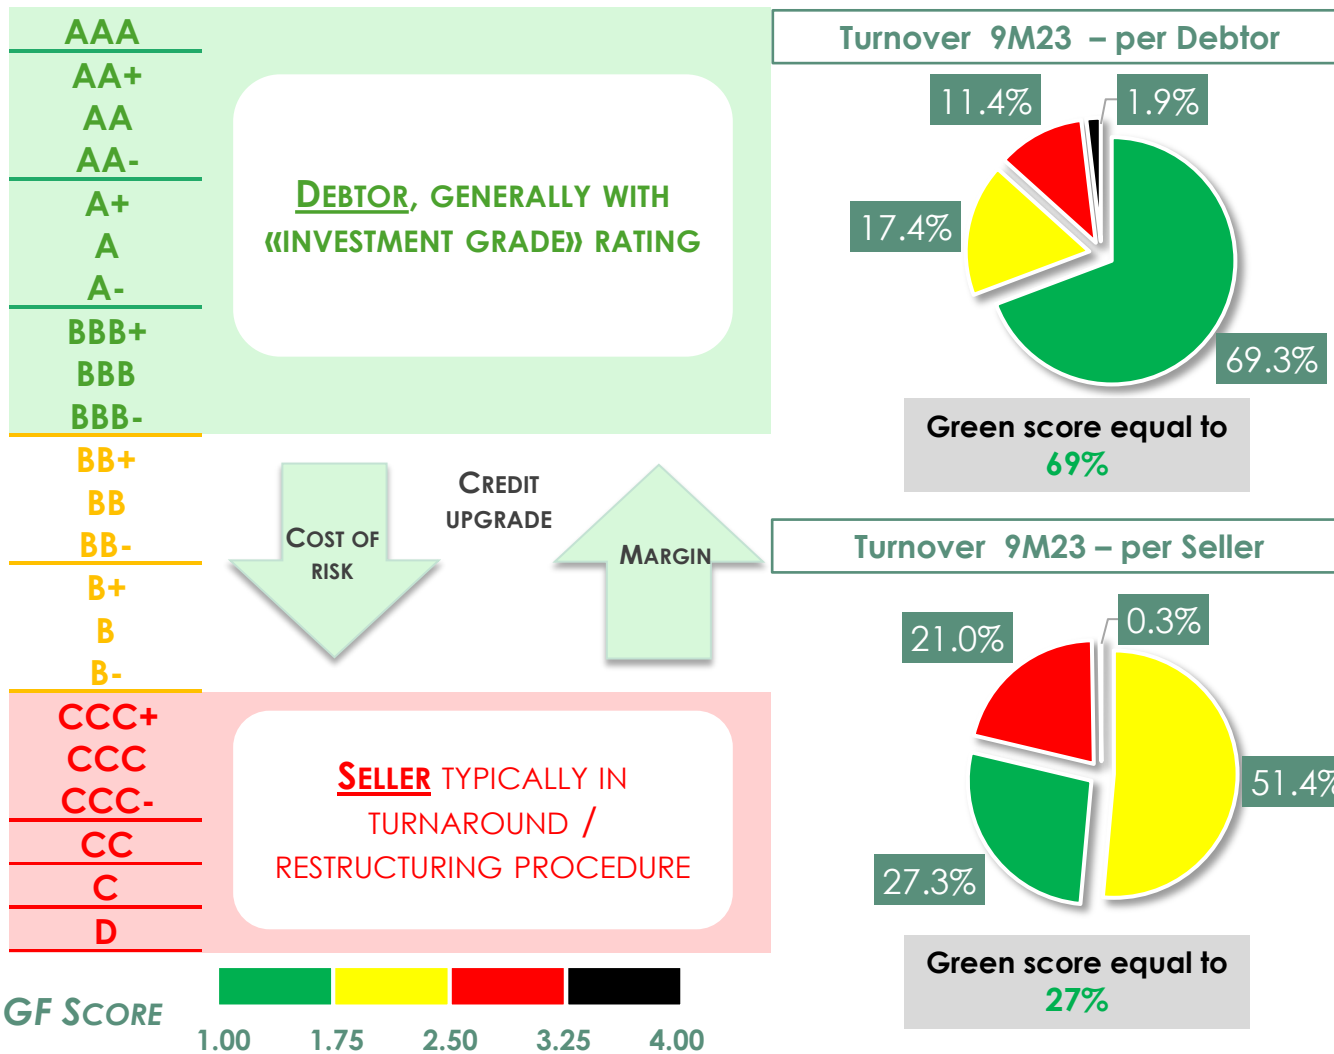 AAA
AA+
AA
AA-
A+
A
A-
BBB+
BBB
BBB-
BB+
BB
BB-
B+
B
B-
CCC+
CCC
CCC-
CC
C
D
DEBTOR, GENERALLY WITH
«INVESTMENT GRADE» RATING
COST OF
RISK
CREDIT
UPGRADE
MARGIN
SELLER TYPICALLY IN
TURNAROUND /
RESTRUCTURING PROCEDURE
GF SCORE
1.00 1.75 2.50 3.25 4.00
Turnover 9M23 – per Debtor
11.4%
1.9%
17.4%
69.3%
Green score equal to
69%
Turnover 9M23 – per Seller
21.0%
0.3%
51.4%
27.3%
Green score equal to
27%